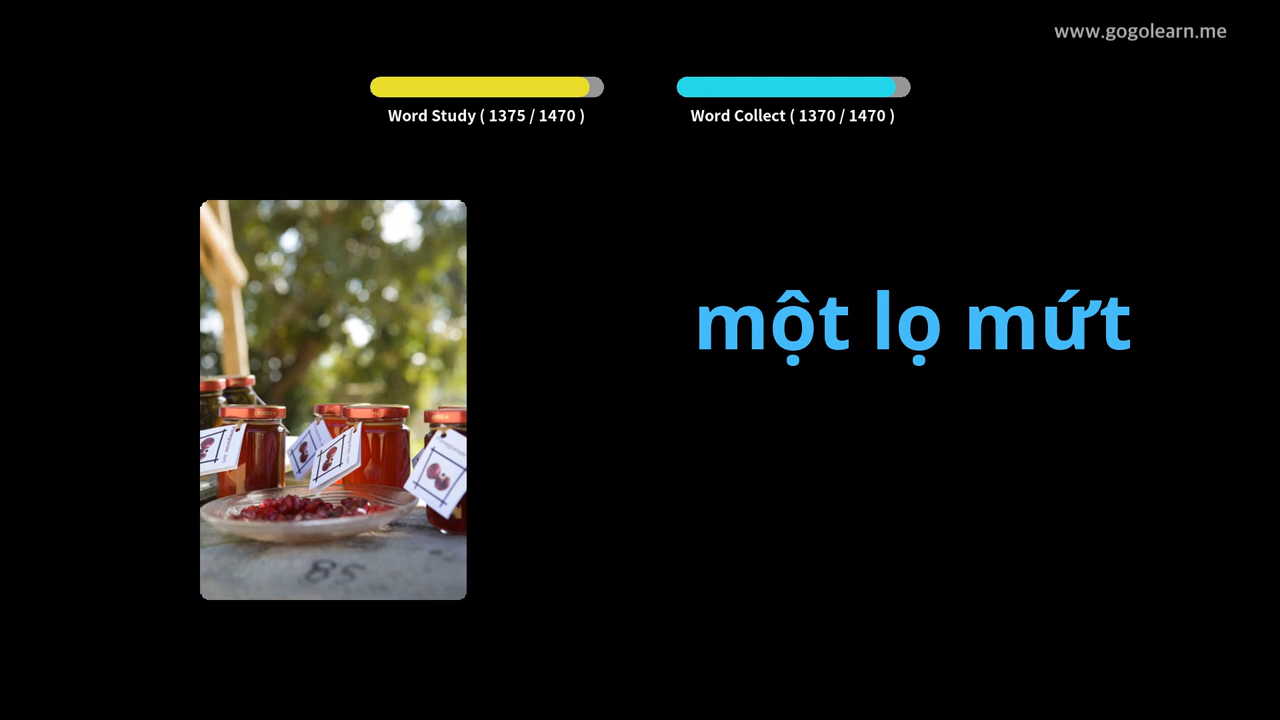 www.gogolearn.me
Word Study ( 1375 / 1470 )
Word Collect ( 1370 / 1470 )
một lọ mứt
85